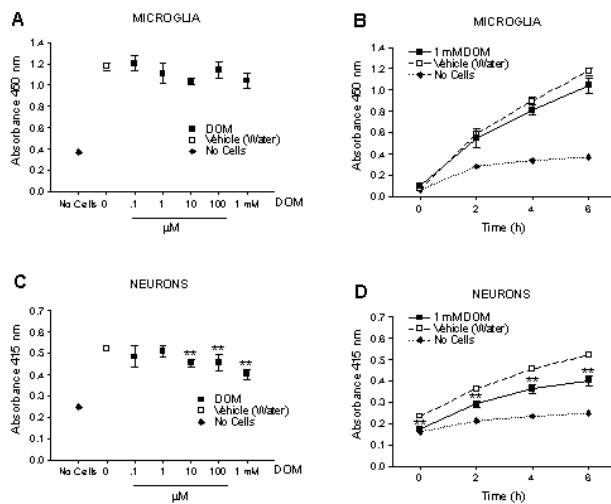 A
MICROGLIA
Absorbance 450 nm
1.4
1.2
1.0
0.8
0.6
0.4
0.2
0.0
DOM
Vehicle (Water)
No Cells
No Cells 0 .1 1 10 100 1 mM DOM
μM
B
MICROGLIA
Absorbance 450 nm
1.4
1.2
1.0
0.8
0.6
0.4
0.2
0.0
1 mM DOM
Vehicle (Water)
No Cells
0 2 4 6
Time (h)
C
NEURONS
Absorbance 415 nm
0.7
0.6
0.5
0.4
0.3
0.2
0.1
0.0
** ** **
DOM
Vehicle (Water)
No Cells
No Cells 0 .1 1 10 100 1 mM DOM
μM
D
NEURONS
Absorbance 415 nm
0.7
0.6
0.5
0.4
0.3
0.2
0.1
0.0
1 mM DOM
Vehicle (Water)
No Cells
** ** ** **
0 2 4 6
Time (h)